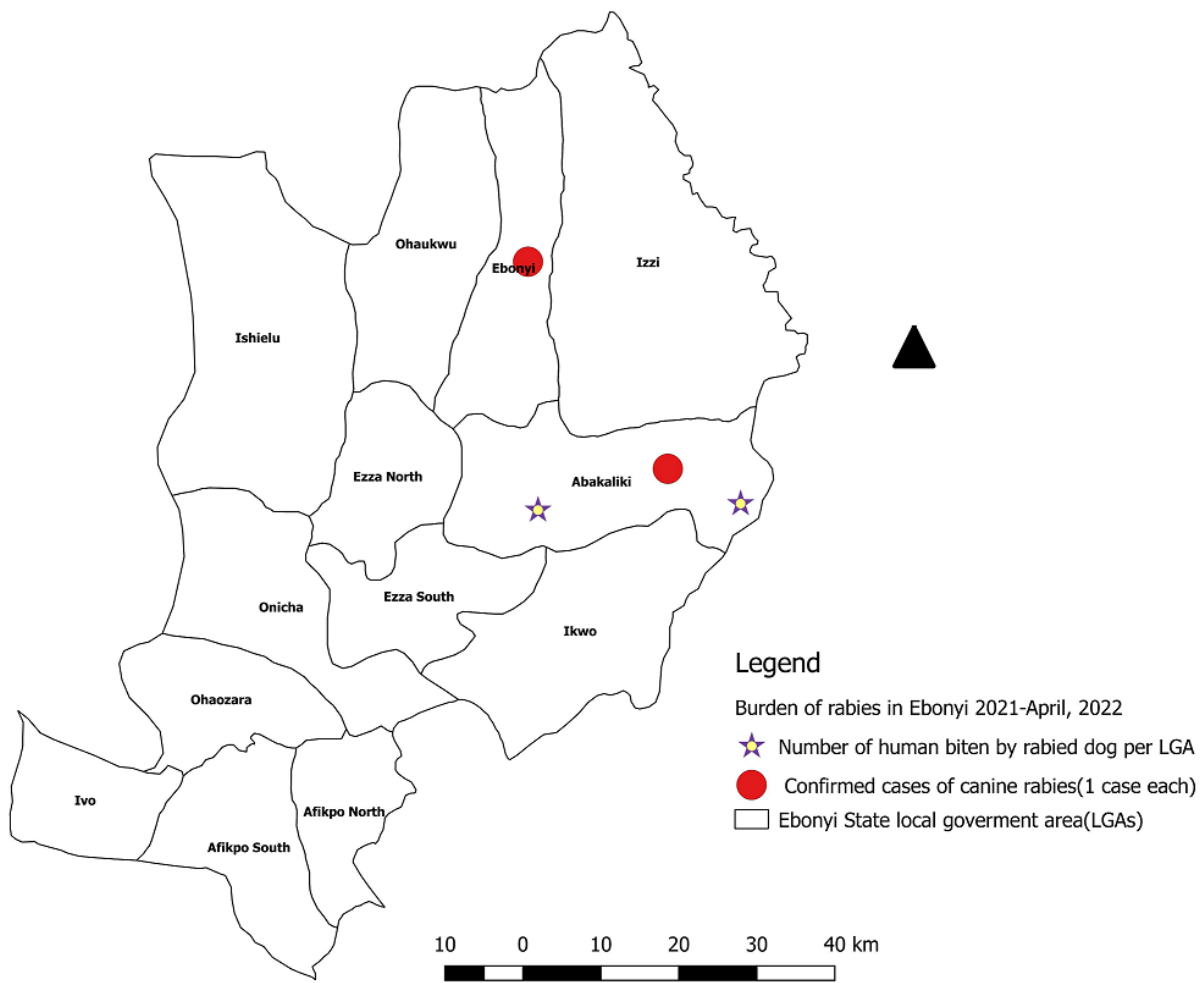 Ohaukwu
Ebonyi
Izzi
Ishielu
Ezza North
Abakaliki
Ezza South
Onicha
Ikwo
Ohaozara
Ivo
Afikpo North
Afikpo South
Legend
Burden of rabies in Ebonyi 2021-April, 2022
Number of human biten by rabied dog per LGA
Confirmed cases of canine rabies(1 case each)
Ebonyi State local goverment area(LGAs)
10 0 10 20 30 40 km